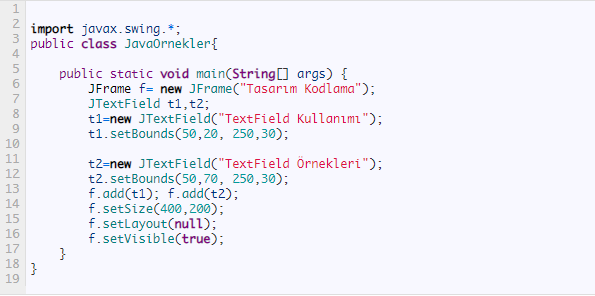 1
2 import javax.swing.*;
3 public class JavaOrnekler{
4
5     public static void main(String[] args) {
6         JFrame f= new JFrame("Tasarım Kodlama");
7         JTextField t1,t2;
8         t1=new JTextField("TextField Kullanımı");
9         t1.setBounds(50,20, 250,30);
10
11         t2=new JTextField("TextField Örnekleri");
12         t2.setBounds(50,70, 250,30);
13         f.add(t1); f.add(t2);
14         f.setSize(400,200);
15         f.setLayout(null);
16         f.setVisible(true);
17     }
18 }
19